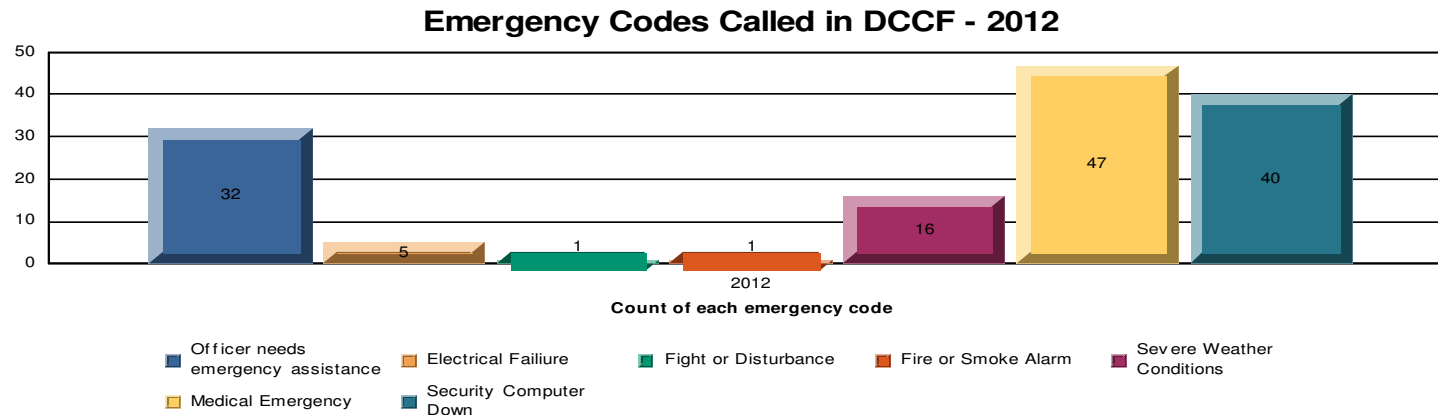 Emergency Codes Called in DCCF - 2012
50
40
30
20
10
0
32
5
1
1
16
47
40
2012
Count of each emergency code
Officer needs
emergency assistance
Electrical Failiure
Fight or Disturbance
Fire or Smoke Alarm
Severe Weather
Conditions
Medical Emergency
Security Computer
Down